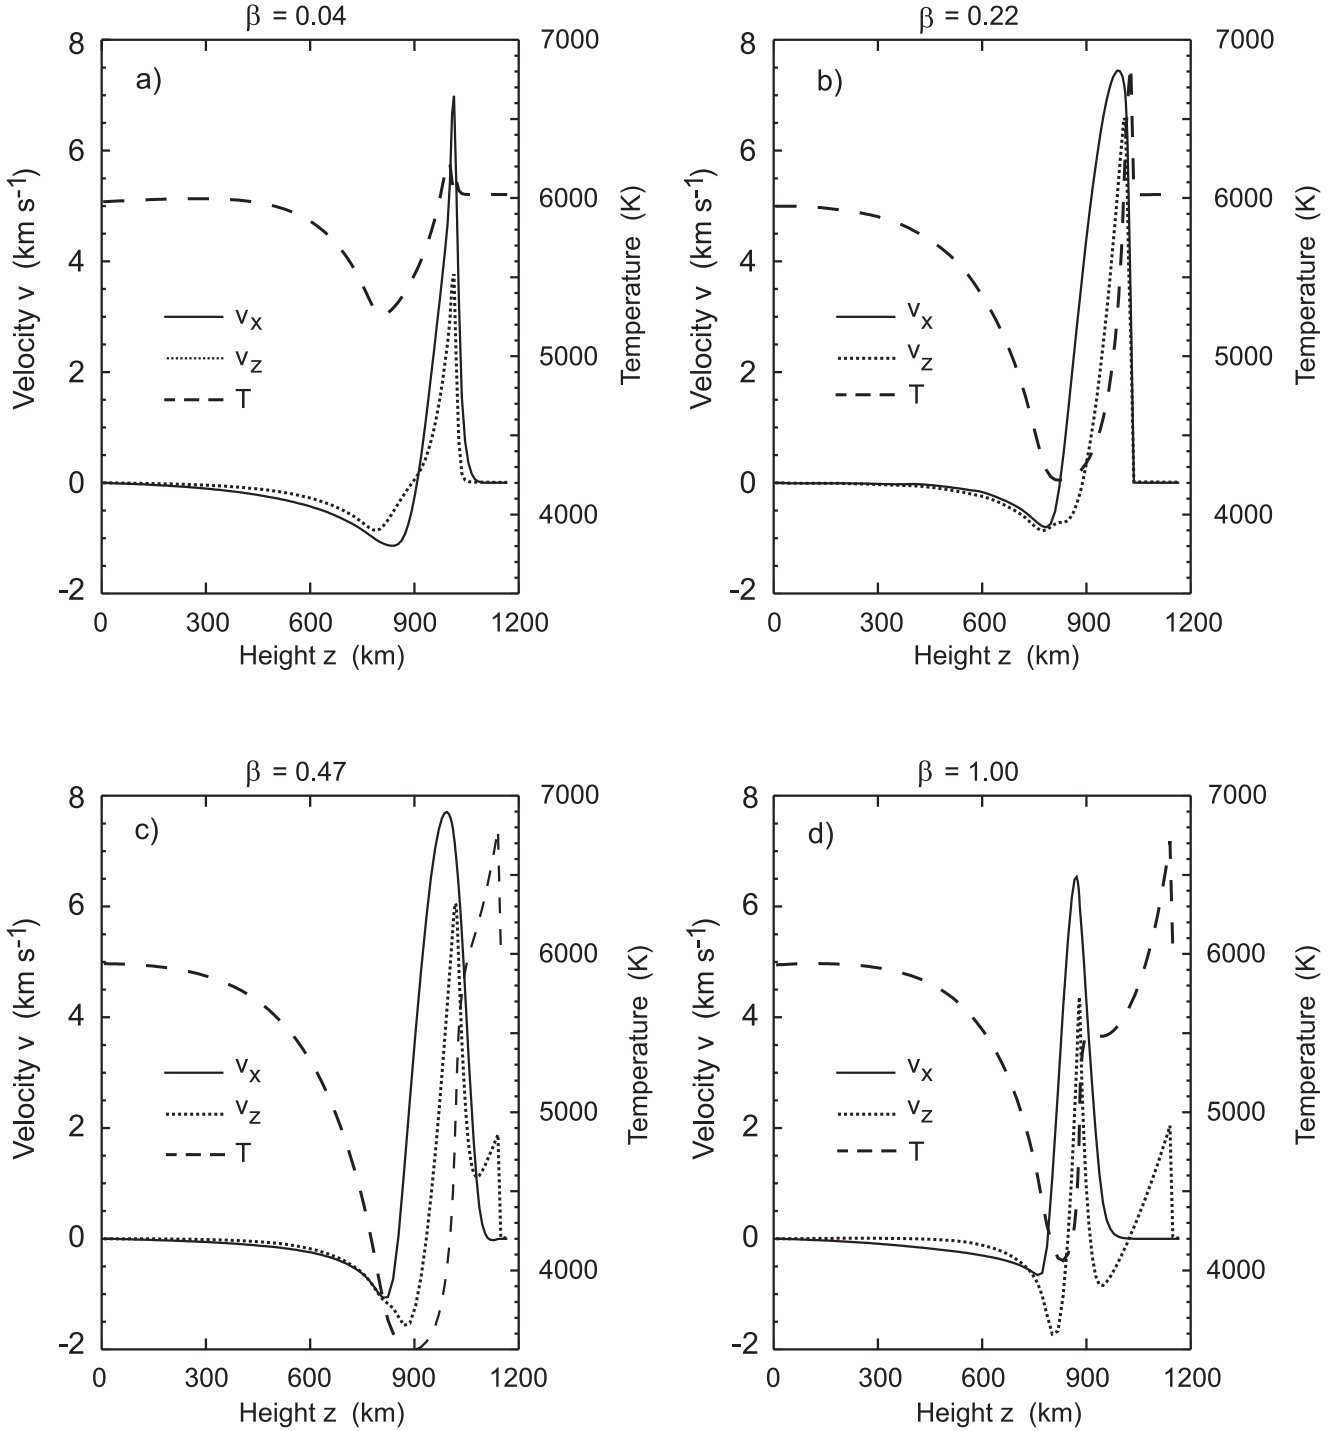 β = 0.04
a)
8
6
4
2
0
-2
7000
6000
5000
4000
0 300 600 900 1200
Height z (km)
Velocity v (km s-1)
Temperature (K)
vx
vz
T
β = 0.22
b)
8
6
4
2
0
-2
7000
6000
5000
4000
0 300 600 900 1200
Height z (km)
Velocity v (km s-1)
Temperature (K)
vx
vz
T
β = 0.47
c)
8
6
4
2
0
-2
7000
6000
5000
4000
0 300 600 900 1200
Height z (km)
Velocity v (km s-1)
Temperature (K)
vx
vz
T
β = 1.00
d)
8
6
4
2
0
-2
7000
6000
5000
4000
0 300 600 900 1200
Height z (km)
Velocity v (km s-1)
Temperature (K)
vx
vz
T